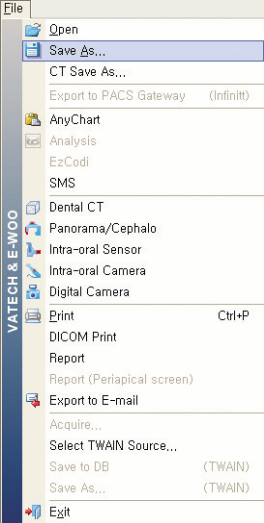 File
Open
Save As...
CT Save As...
Export to PACS Gateway (Infinitt)
AnyChart
Analysis
EzCodi
SMS
Dental CT
Panorama/Cephalo
Intra-oral Sensor
Intra-oral Camera
Digital Camera
Print Ctrl+P
DICOM Print
Report
Report (Periapical screen)
Export to E-mail
Acquire...
Select TWAIN Source...
Save to DB (TWAIN)
Save As... (TWAIN)
Exit
VATECH & E-WOO